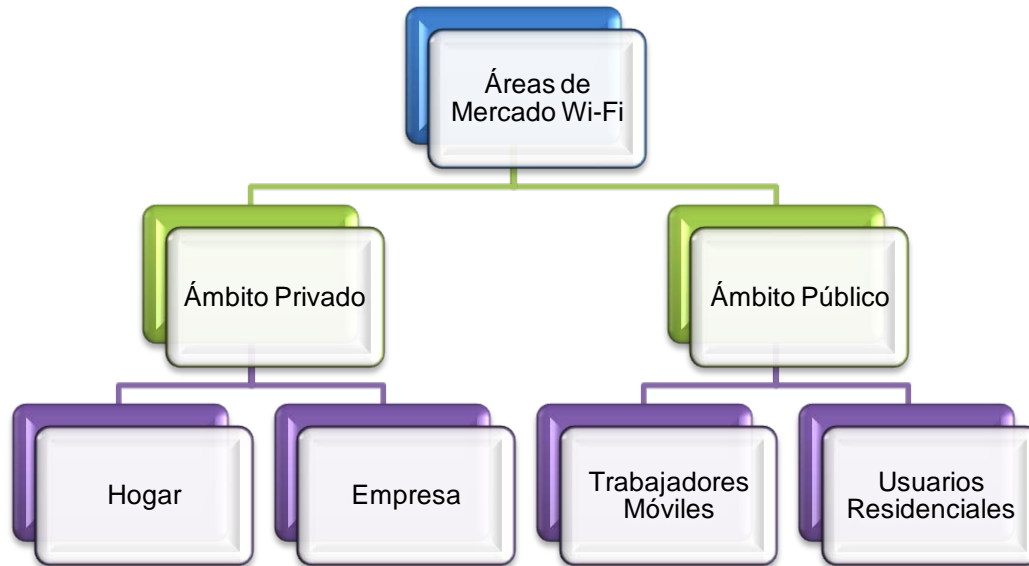 Áreas de
Mercado Wi-Fi
Ámbito Privado
Ámbito Público
Hogar
Empresa
Trabajadores
Móviles
Usuarios
Residenciales